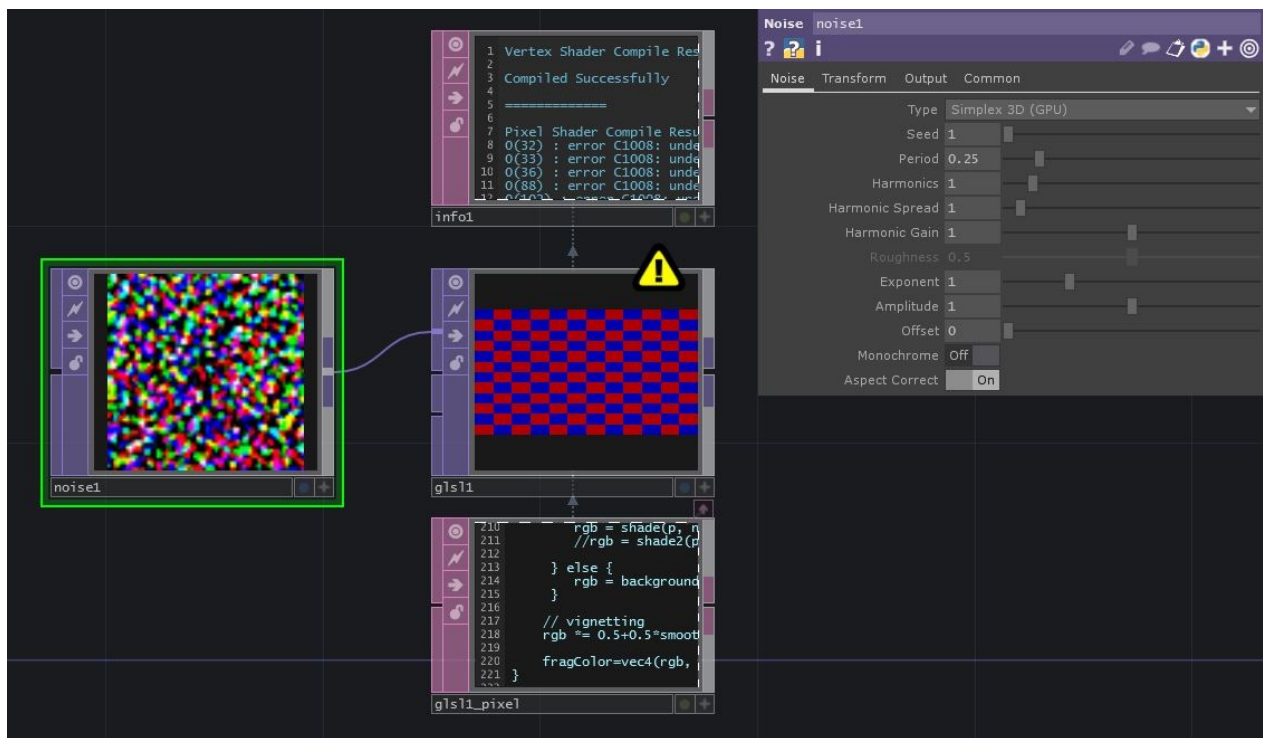 1 Vertex Shader Compile Res
2
3 Compiled Successfully
4
5 =============
6
7 Pixel Shader Compile Resu
8 0(32) : error C1008: unde
9 0(33) : error C1008: unde
10 0(36) : error C1008: unde
11 0(88) : error C1008: unde
info1
noise1
glsl1
210 rgb = shade(p, n
211 //rgb = shade2(p
212
213 } else {
214 rgb = background
215 }
216
217 // vignetting
218 rgb *= 0.5+0.5*smoot
219
220 fragColor=vec4(rgb,
221 }
glsl1_pixel
Noise noise1
? ? i
Noise Transform Output Common
Type Simplex 3D (GPU)
Seed 1
Period 0.25
Harmonics 1
Harmonic Spread 1
Harmonic Gain 1
Roughness 0.5
Exponent 1
Amplitude 1
Offset 0
Monochrome Off
Aspect Correct On